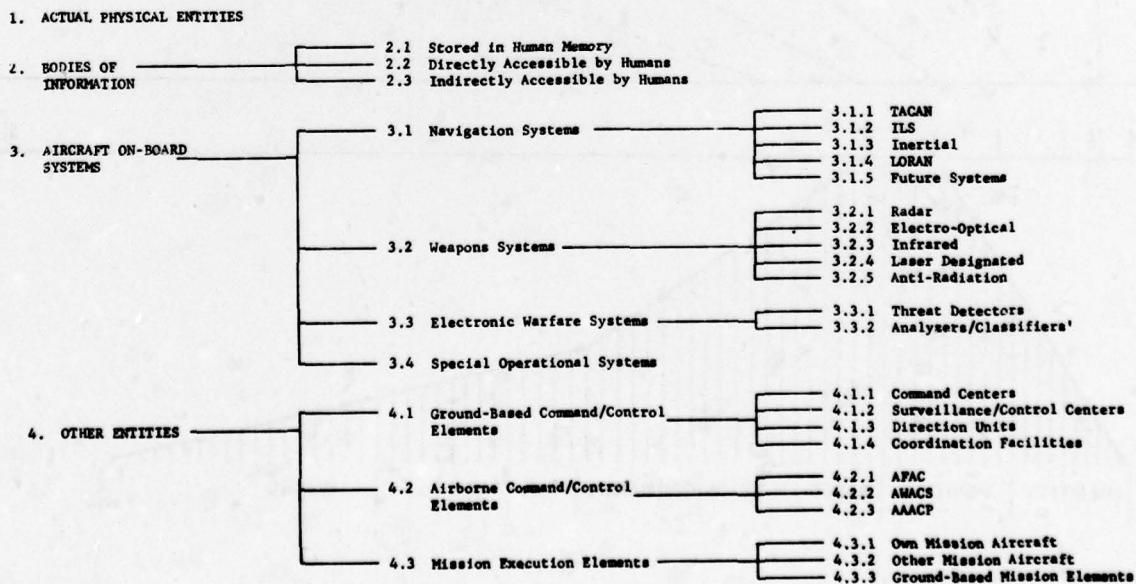 1. ACTUAL PHYSICAL ENTITIES
2. BODIES OF
INFORMATION
2.1 Stored in Human Memory
2.2 Directly Accessible by Humans
2.3 Indirectly Accessible by Humans
3. AIRCRAFT ON-BOARD
SYSTEMS
3.1 Navigation Systems
3.1.1 TACAN
3.1.2 ILS
3.1.3 Inertial
3.1.4 LORAN
3.1.5 Future Systems
3.2 Weapons Systems
3.2.1 Radar
3.2.2 Electro-Optical
3.2.3 Infrared
3.2.4 Laser Designated
3.2.5 Anti-Radiation
3.3 Electronic Warfare Systems
3.3.1 Threat Detectors
3.3.2 Analyzers/Classifiers'
3.4 Special Operational Systems
4. OTHER ENTITIES
4.1 Ground-Based Command/Control
Elements
4.1.1 Command Centers
4.1.2 Surveillance/Control Centers
4.1.3 Direction Units
4.1.4 Coordination Facilities
4.2 Airborne Command/Control
Elements
4.2.1 AFAC
4.2.2 AWACS
4.2.3 AAACP
4.3 Mission Execution Elements
4.3.1 Own Mission Aircraft
4.3.2 Other Mission Aircraft
4.3.3 Ground-Based Mission Elements